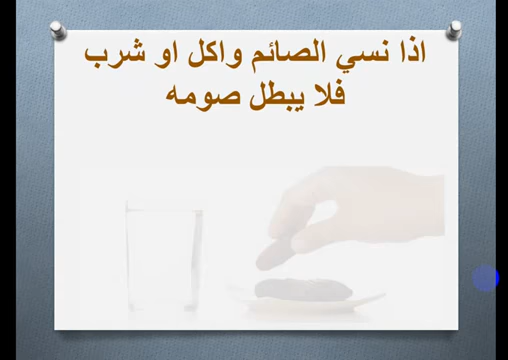 اذا نسي الصائم واكل او شرب
فلا يبطل صومه